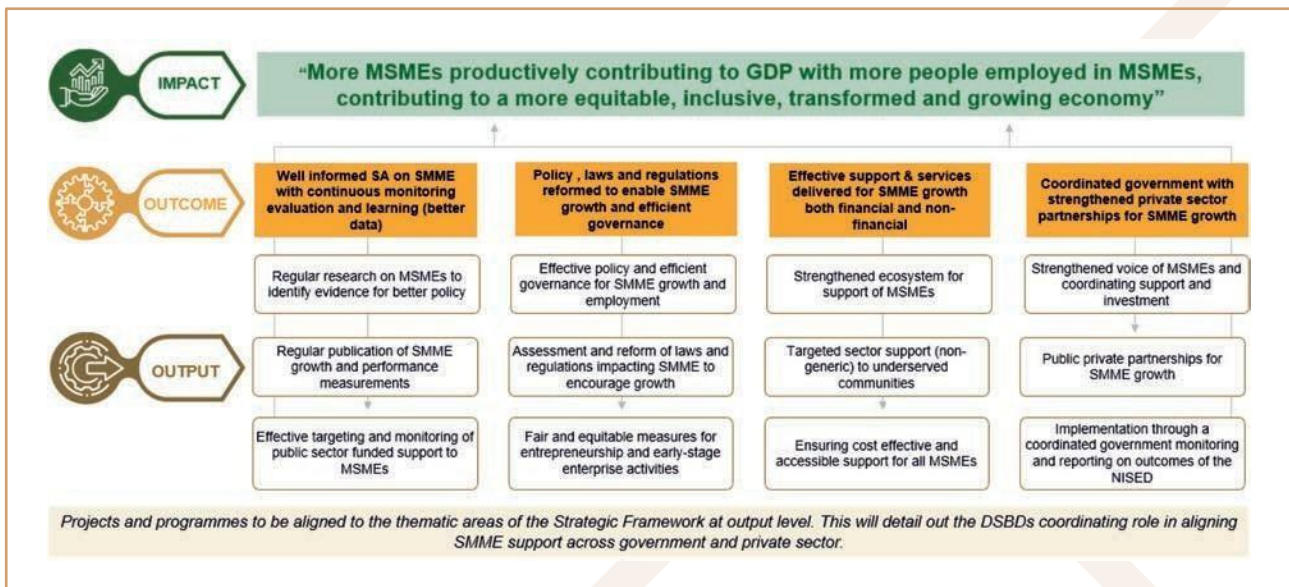 IMPACT
“More MSMEs productively contributing to GDP with more people employed in MSMEs,
contributing to a more equitable, inclusive, transformed and growing economy”
OUTCOME
Well informed SA on SMME
with continuous monitoring
evaluation and learning (better
data)
Policy , laws and regulations
reformed to enable SMME
growth and efficient
governance
Effective support & services
delivered for SMME growth
both financial and non-
financial
Coordinated government with
strengthened private sector
partnerships for SMME growth
OUTPUT
Regular research on MSMEs to
identify evidence for better policy
Effective policy and efficient
governance for SMME growth and
employment
Strengthened ecosystem for
support of MSMEs
Strengthened voice of MSMEs and
coordinating support and
investment
Regular publication of SMME
growth and performance
measurements
Assessment and reform of laws and
regulations impacting SMME to
encourage growth
Targeted sector support (non-
generic) to underserved
communities
Public private partnerships for
SMME growth
Effective targeting and monitoring of
public sector funded support to
MSMEs
Fair and equitable measures for
entrepreneurship and early-stage
enterprise activities
Ensuring cost effective and
accessible support for all MSMEs
Implementation through a
coordinated government monitoring
and reporting on outcomes of the
NISED
Projects and programmes to be aligned to the thematic areas of the Strategic Framework at output level. This will detail out the DSBDs coordinating role in aligning
SMME support across government and private sector.